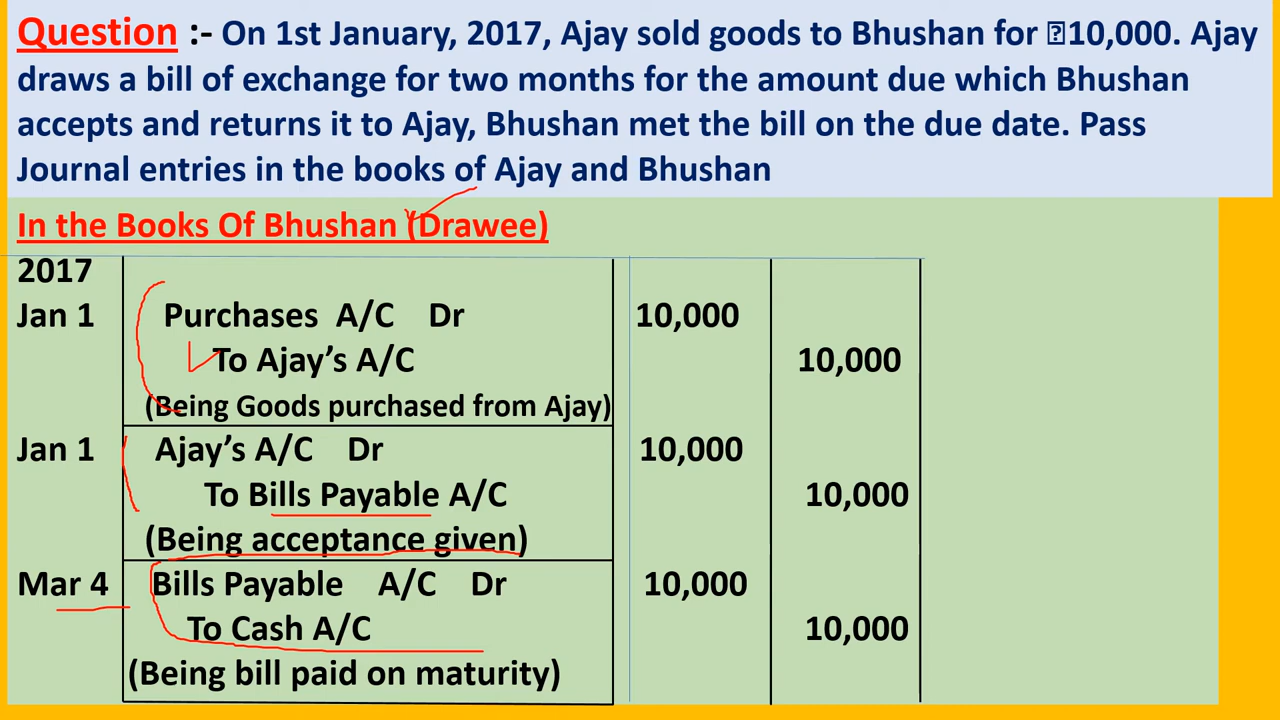 Question :- On 1st January, 2017, Ajay sold goods to Bhushan for 10,000. Ajay
draws a bill of exchange for two months for the amount due which Bhushan
accepts and returns it to Ajay, Bhushan met the bill on the due date. Pass
Journal entries in the books of Ajay and Bhushan
In the Books Of Bhushan (Drawee)
2017
Jan 1 Purchases A/C Dr 10,000
To Ajay’s A/C 10,000
(Being Goods purchased from Ajay)
Jan 1 Ajay’s A/C Dr 10,000
To Bills Payable A/C 10,000
(Being acceptance given)
Mar 4 Bills Payable A/C Dr 10,000
To Cash A/C 10,000
(Being bill paid on maturity)